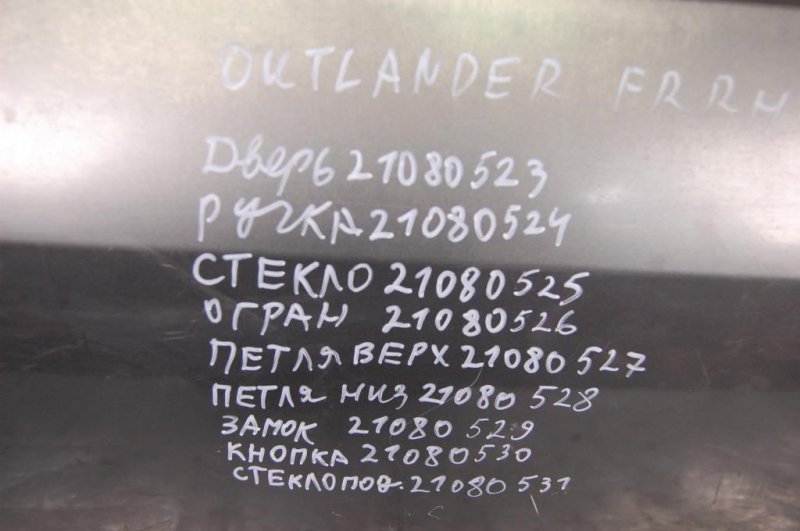 OUTLANDER FR RH
Дверь 21080523
РУЧКА 21080524
СТЕКЛО 21080525
ОГРАН 21080526
ПЕТЛЯ ВЕРХ 21080527
ПЕТЛЯ НИЗ 21080528
ЗАМОК 21080529
КНОПКА 21080530
СТЕКЛОПОД. 21080531